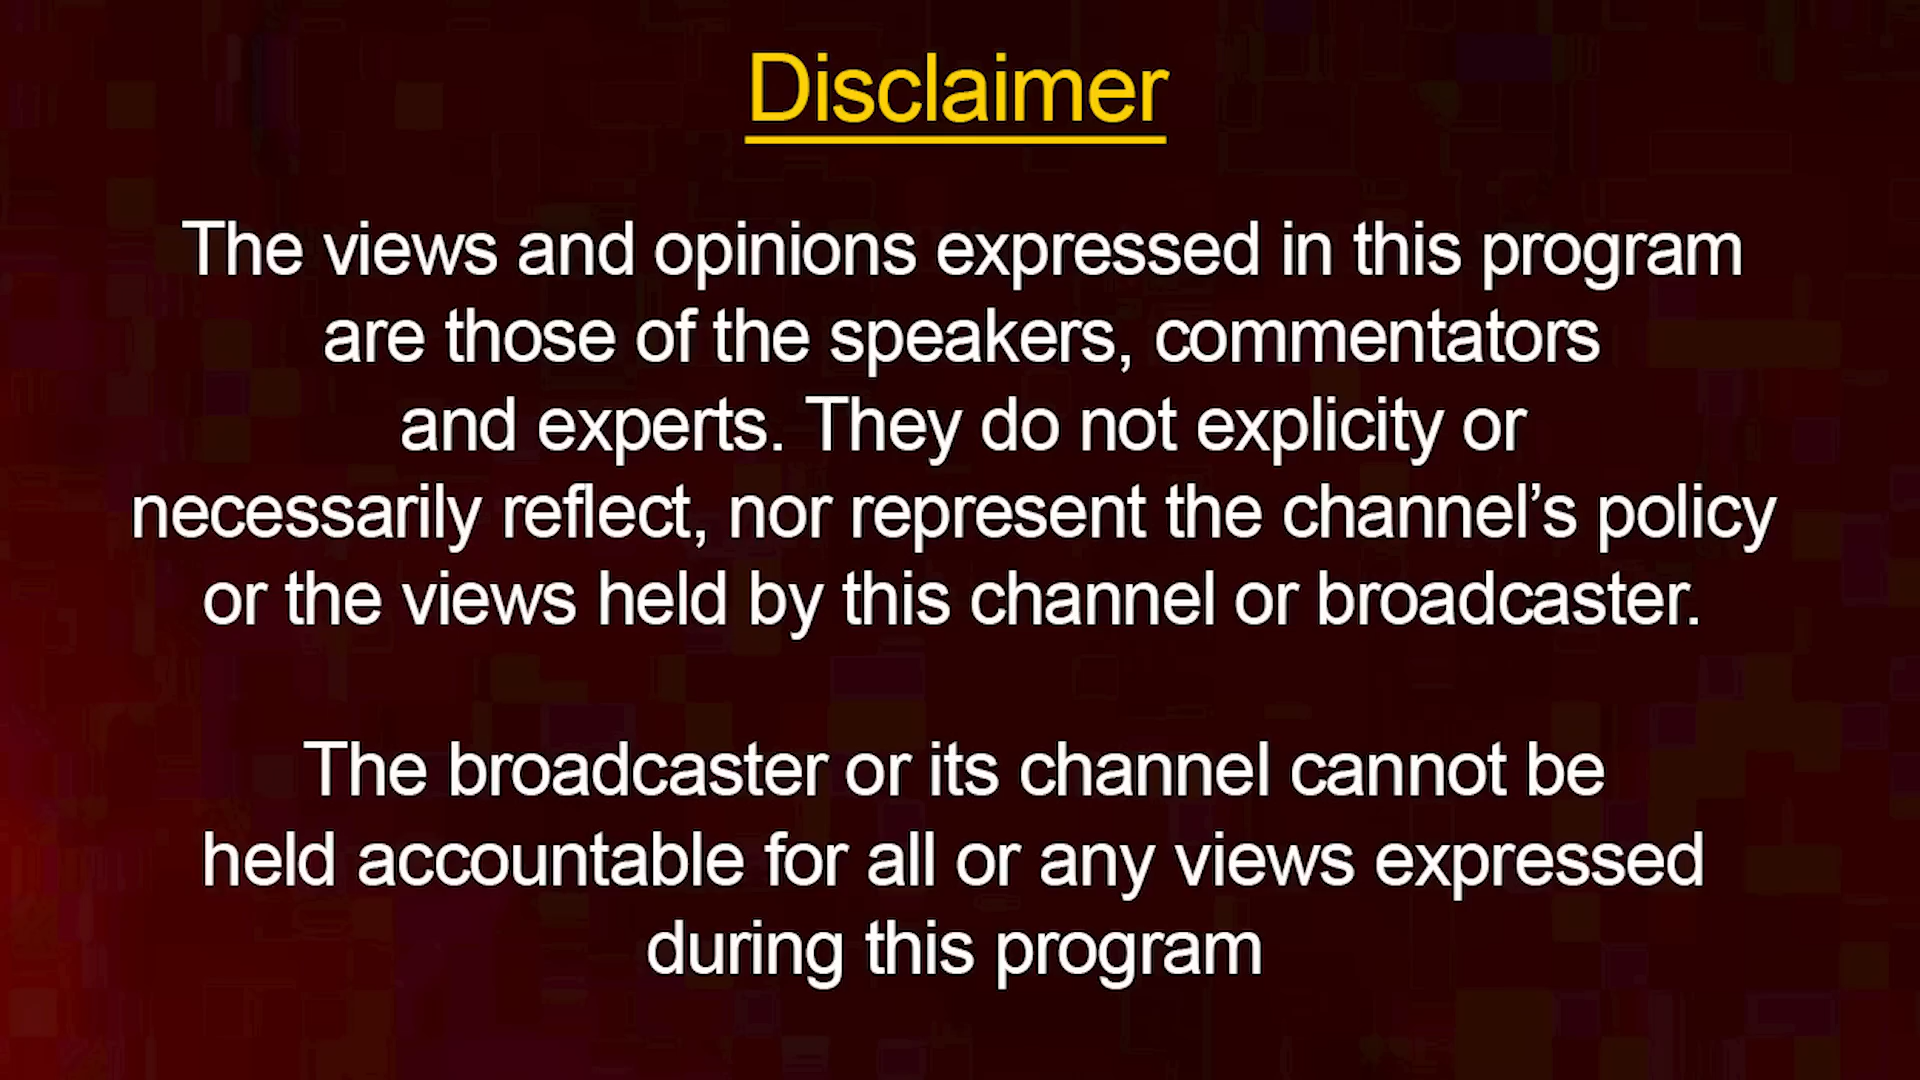 Disclaimer
The views and opinions expressed in this program
are those of the speakers, commentators
and experts. They do not explicity or
necessarily reflect, nor represent the channel’s policy
or the views held by this channel or broadcaster.
The broadcaster or its channel cannot be
held accountable for all or any views expressed
during this program